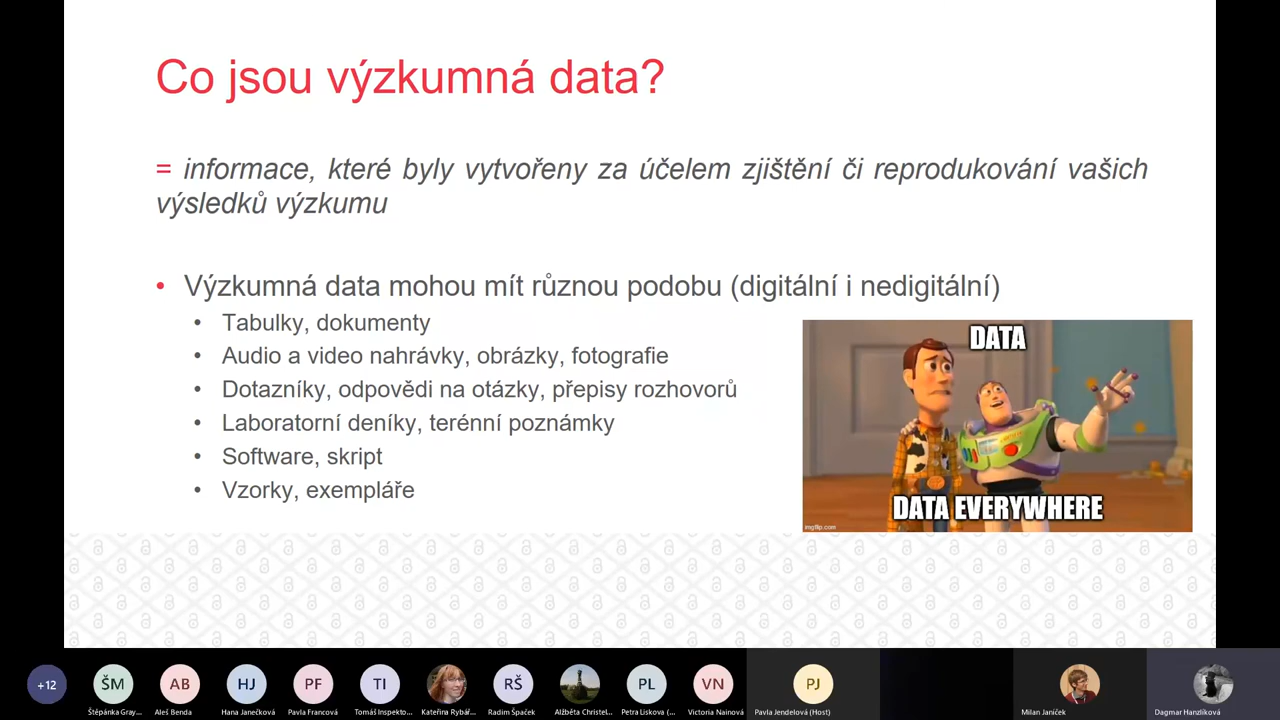 Co jsou výzkumná data?
= informace, které byly vytvořeny za účelem zjištění či reprodukování vašich
výsledků výzkumu
• Výzkumná data mohou mít různou podobu (digitální i nedigitální)
• Tabulky, dokumenty
• Audio a video nahrávky, obrázky, fotografie
• Dotazníky, odpovědi na otázky, přepisy rozhovorů
• Laboratorní deníky, terénní poznámky
• Software, skript
• Vzorky, exempláře
DATA
DATA EVERYWHERE
imgflip.com
+12 ŠM AB HJ PF TI RŠ PL VN PJ
Štěpánka Gray... Aleš Benda Hana Janečková Pavla Francová Tomáš Inspekto... Kateřina Rybář... Radim Špaček Alžběta Christel... Petra Liskova (... Victoria Nainová Pavla Jendelová (Host) Milan Janíček Dagmar Hanzlíková